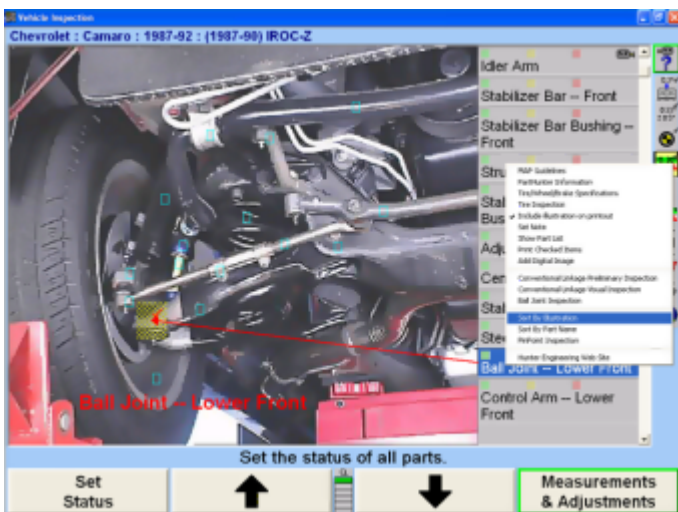 Vehicle Inspection
Chevrolet : Camaro : 1987-92 : (1987-90) IROC-Z
Idler Arm
Stabilizer Bar -- Front
Stabilizer Bar Bushing --
Front
Stru
Stal
Bus
Adj
Cen
Stal
Stee
Ball Joint -- Lower Front
Control Arm -- Lower
Front
MAP Guidelines
PartHunter Information
Tire/Wheel/Brake Specifications
Tire Inspection
Include Illustration on printout
Set Note
Show Part List
Print Checked Items
Add Digital Image
Conventional Linkage Preliminary Inspection
Conventional Linkage Visual Inspection
Ball Joint Inspection
Sort By Illustration
Sort By Part Name
PinPoint Inspection
Hunter Engineering Web Site
Ball Joint -- Lower Front
Set the status of all parts.
Set
Status
Measurements
& Adjustments